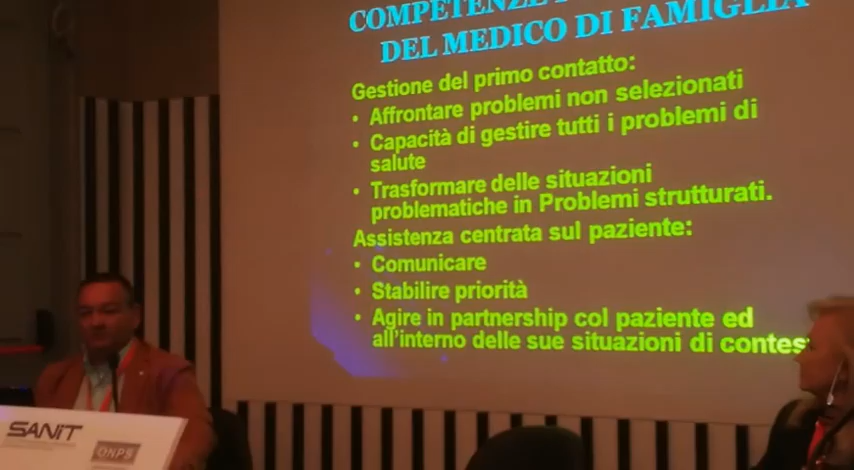 COMPETENZE
DEL MEDICO DI FAMIGLIA
Gestione del primo contatto:
• Affrontare problemi non selezionati
• Capacità di gestire tutti i problemi di
salute
• Trasformare delle situazioni
problematiche in Problemi strutturati.
Assistenza centrata sul paziente:
• Comunicare
• Stabilire priorità
• Agire in partnership col paziente ed
all'interno delle sue situazioni di contes
SANIT
ONPS